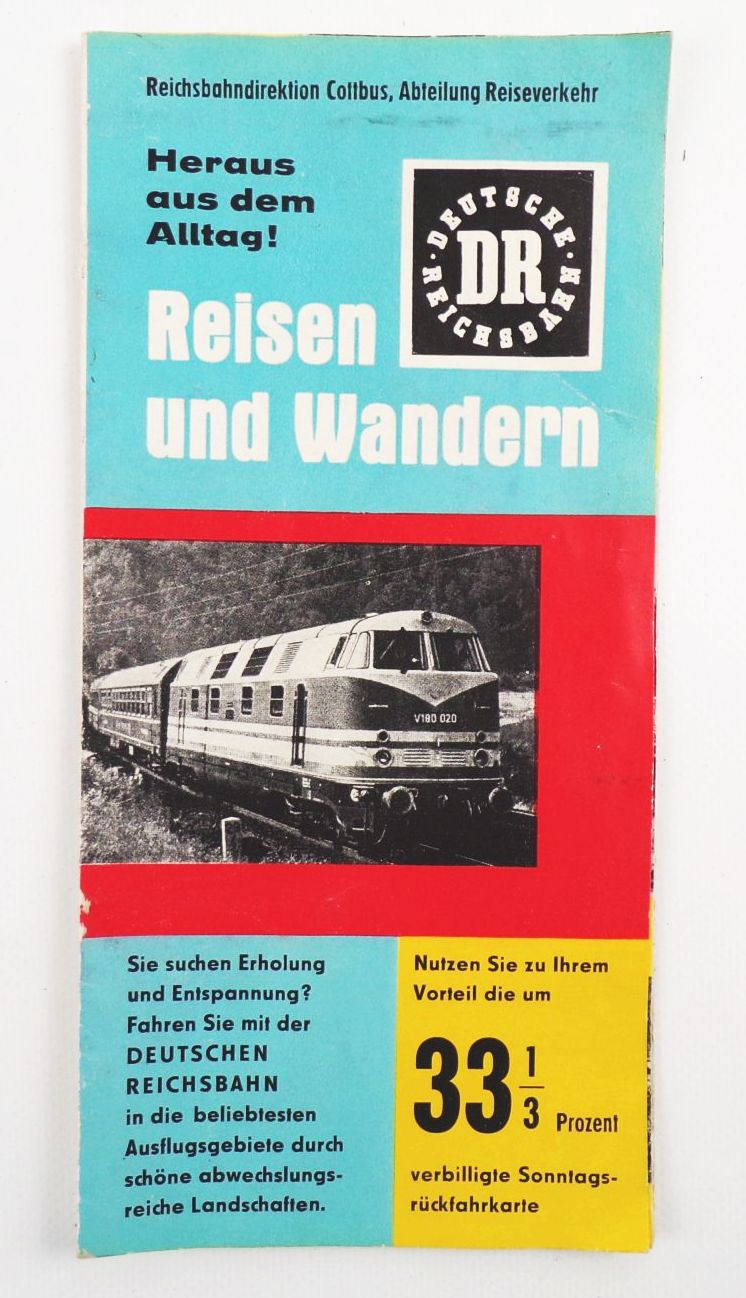 Reichsbahndirektion Cottbus, Abteilung Reiseverkehr
Heraus
aus dem
Alltag!
DEUTSCHE
DR
REICHSBAHN
Reisen
und Wandern
V180 020
Sie suchen Erholung
und Entspannung?
Fahren Sie mit der
DEUTSCHEN
REICHSBAHN
in die beliebtesten
Ausflugsgebiete durch
schöne abwechslungs-
reiche Landschaften.
Nutzen Sie zu Ihrem
Vorteil die um
33 1/3 Prozent
verbilligte Sonntags-
rückfahrkarte